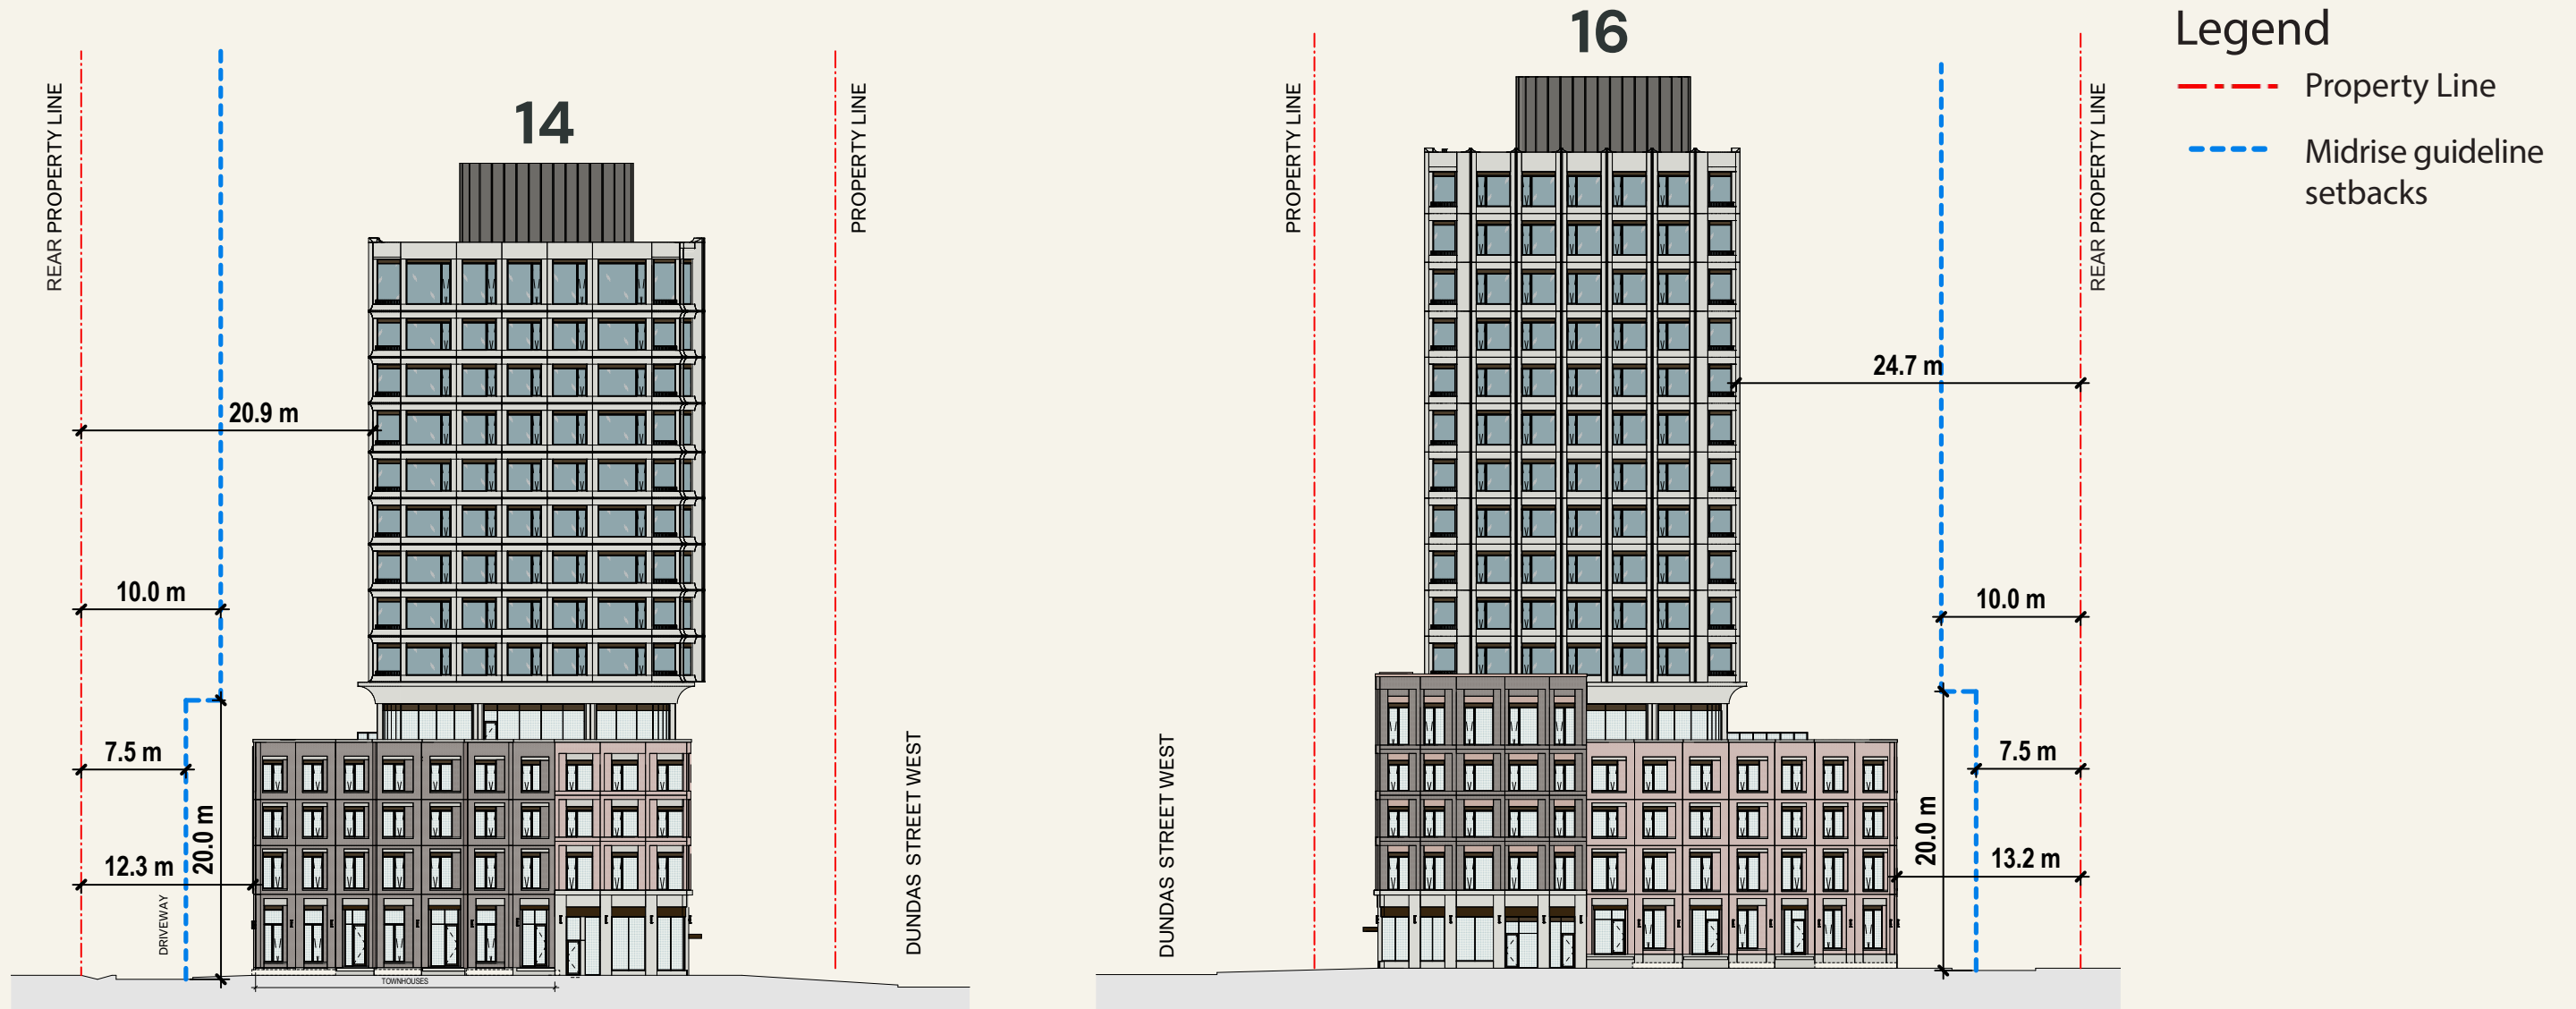 14
REAR PROPERTY LINE
PROPERTY LINE
20.9 m
10.0 m
7.5 m
20.0 m
12.3 m
DRIVEWAY
TOWNHOUSES
DUNDAS STREET WEST
16
PROPERTY LINE
REAR PROPERTY LINE
24.7 m
10.0 m
7.5 m
20.0 m
13.2 m
DUNDAS STREET WEST
Legend
Property Line
Midrise guideline
setbacks